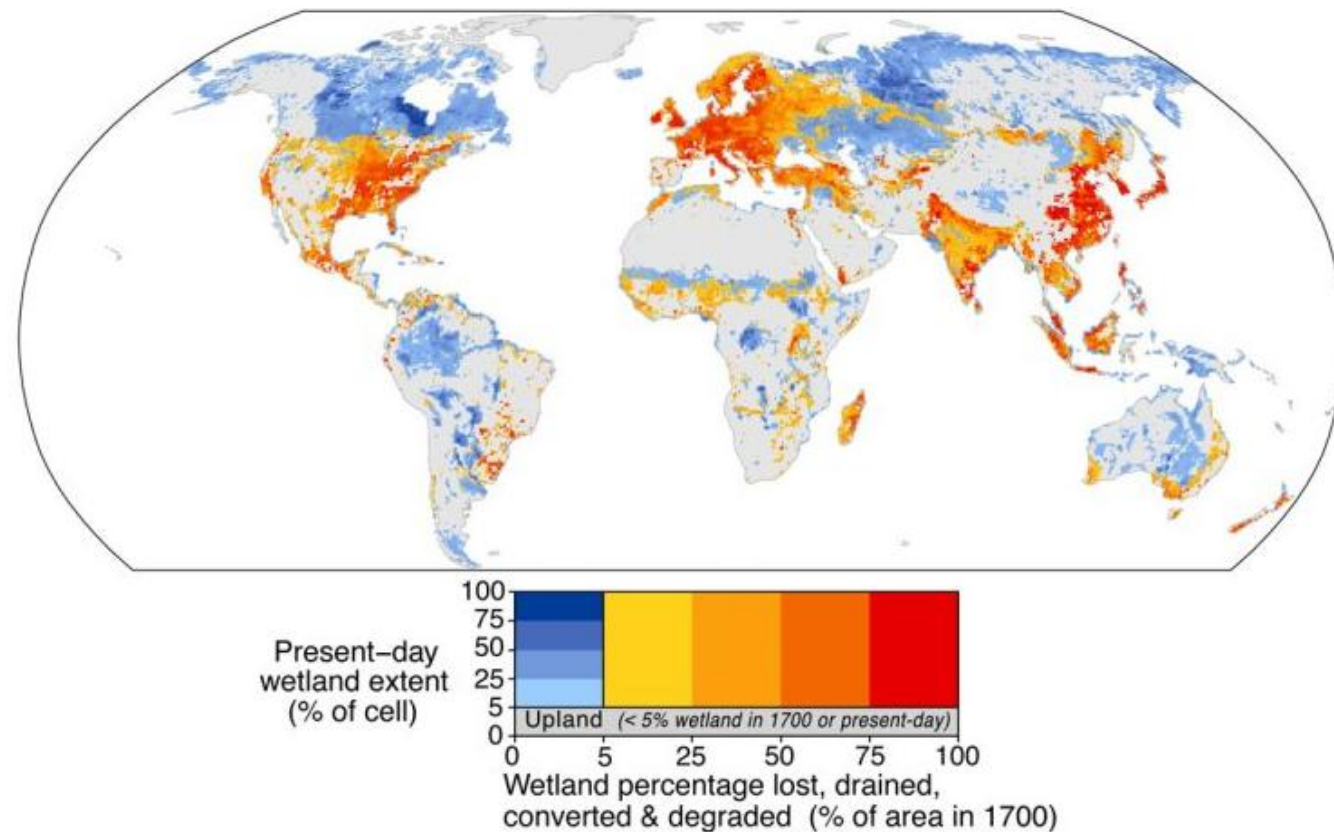 100
75
50
25
5
0
Present–day
wetland extent
(% of cell)
Upland (< 5% wetland in 1700 or present-day)
0 5 25 50 75 100
Wetland percentage lost, drained,
converted & degraded (% of area in 1700)